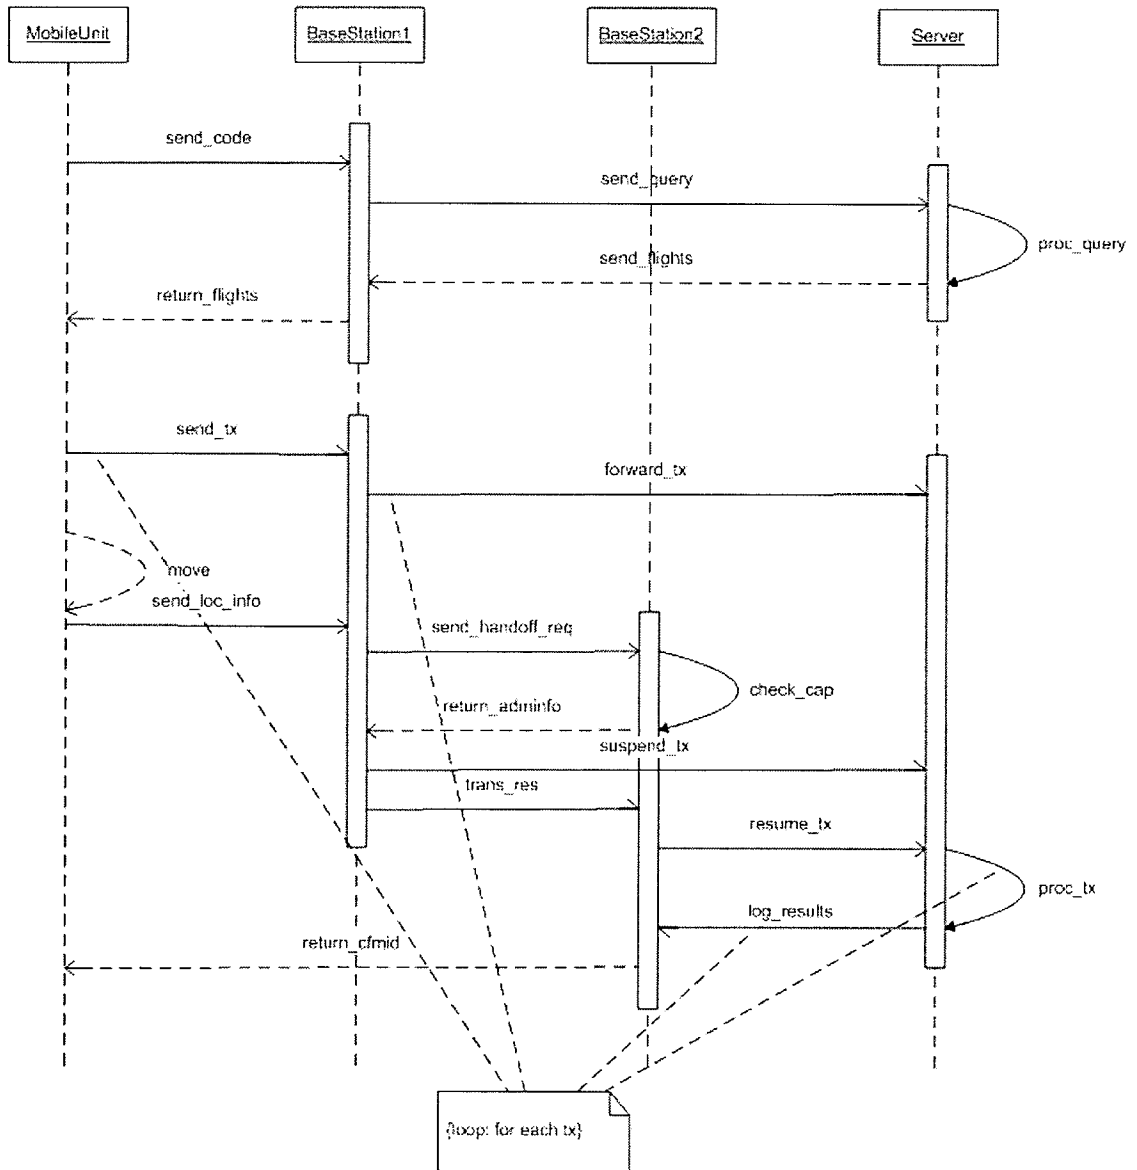 MobileUnit
BaseStation1
BaseStation2
Server
send_code
send_query
proc_query
send_flights
return_flights
send_tx
forward_tx
move
send_loc_info
send_handoff_req
check_cap
return_adminfo
suspend_tx
trans_res
resume_tx
proc_tx
log_results
return_cfmid
{loop: for each tx}